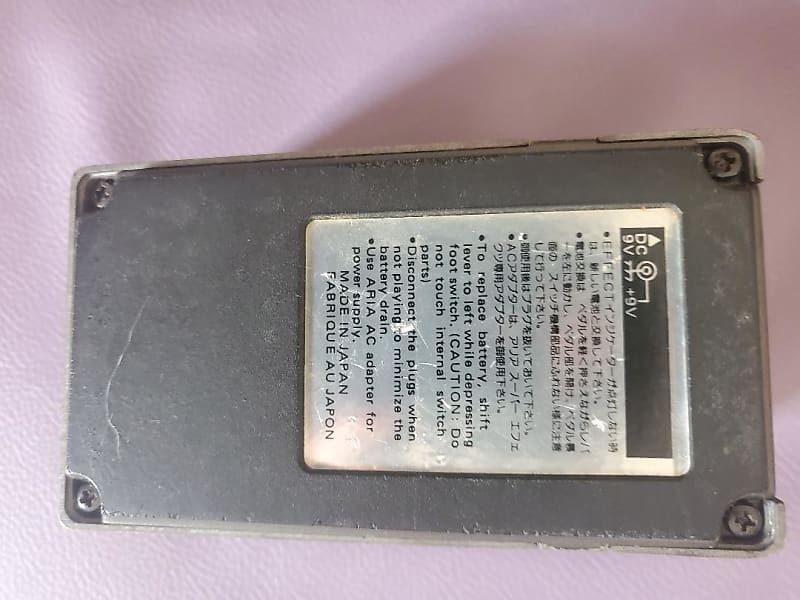 DC
9V +9V
●EFFECTインジケーターが点灯しない時
は、新しい電池と交換して下さい。
●電池交換は、ペダルを軽く押さえながらレバ
ーを左に動かし、ペダル部を開け、ペダル裏
面の スイッチ機構部品にふれない様に注意
して行って下さい。
●御使用後はプラグを抜いておいて下さい。
●ACアダプターは、アリア スーパー エフェ
クツ専用アダプターを御使用下さい。
●To replace battery, shift
lever to left while depressing
foot switch. (CAUTION: Do
not touch internal switch
parts)
●Disconnect the plugs when
not playing to minimize the
battery drain.
●Use ARIA AC adapter for
power supply.
MADE IN JAPAN
FABRIQUE AU JAPON